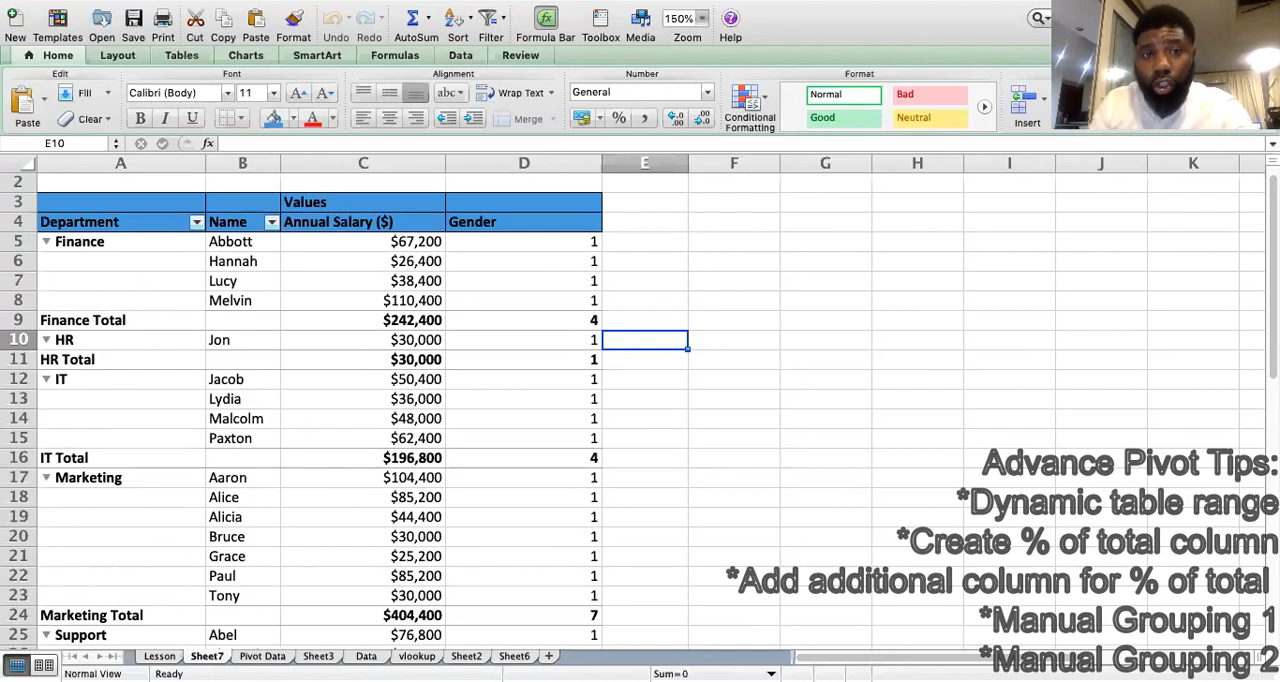 New Templates Open Save Print Cut Copy Paste Format Undo Redo AutoSum Sort Filter Formula Bar Toolbox Media 150% Zoom Help
Home Layout Tables Charts SmartArt Formulas Data Review
Edit Font Alignment Number Format
Paste Fill Clear Calibri (Body) 11 A A abc Wrap Text General Conditional Formatting Normal Bad Insert
B I U A Merge % , Good Neutral
E10 fx
A B C D E F G H I J K
2
3 Values
4 Department Name Annual Salary ($) Gender
5 Finance Abbott $67,200 1
6 Hannah $26,400 1
7 Lucy $38,400 1
8 Melvin $110,400 1
9 Finance Total $242,400 4
10 HR Jon $30,000 1
11 HR Total $30,000 1
12 IT Jacob $50,400 1
13 Lydia $36,000 1
14 Malcolm $48,000 1
15 Paxton $62,400 1
16 IT Total $196,800 4
17 Marketing Aaron $104,400 1
18 Alice $85,200 1
19 Alicia $44,400 1
20 Bruce $30,000 1
21 Grace $25,200 1
22 Paul $85,200 1
23 Tony $30,000 1
24 Marketing Total $404,400 7
25 Support Abel $76,800 1
Advance Pivot Tips:
*Dynamic table range
*Create % of total column
*Add additional column for % of total
*Manual Grouping 1
*Manual Grouping 2
Lesson Sheet7 Pivot Data Sheet3 Data vlookup Sheet2 Sheet6 +
Normal View Ready Sum=0